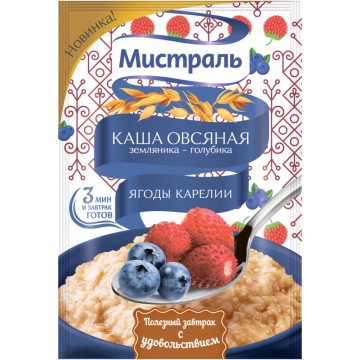 Новинка!
Мистраль
КАША ОВСЯНАЯ
земляника - голубика
ЯГОДЫ КАРЕЛИИ
3 МИН
И ЗАВТРАК
ГОТОВ
Полезный завтрак
с
удовольствием